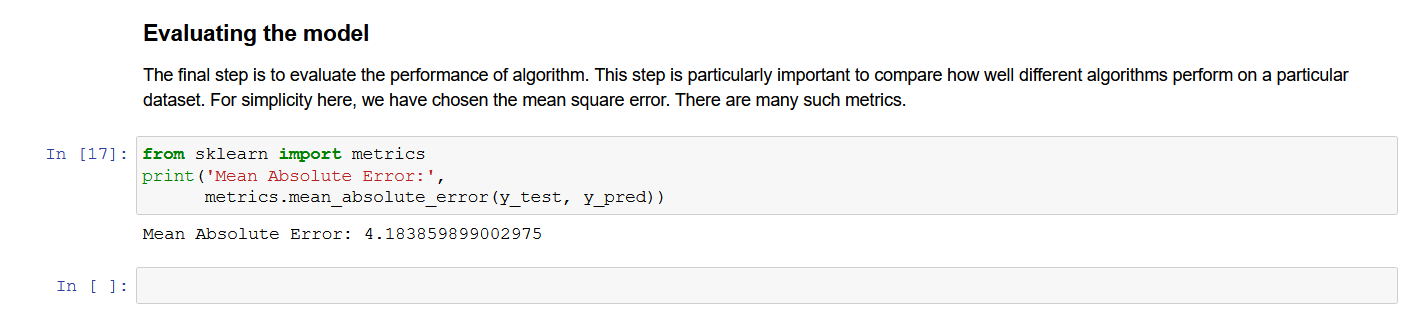 Evaluating the model
The final step is to evaluate the performance of algorithm. This step is particularly important to compare how well different algorithms perform on a particular
dataset. For simplicity here, we have chosen the mean square error. There are many such metrics.
In [17]: from sklearn import metrics
print('Mean Absolute Error:',
      metrics.mean_absolute_error(y_test, y_pred))
Mean Absolute Error: 4.183859899002975
In [ ]: